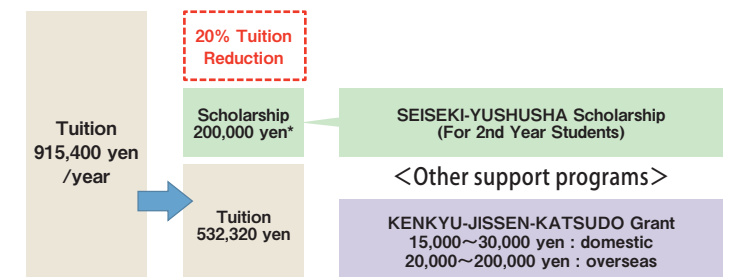 20% Tuition
Reduction
Tuition
915,400 yen
/year
Scholarship
200,000 yen*
SEISEKI-YUSHUSHA Scholarship
(For 2nd Year Students)
<Other support programs>
Tuition
532,320 yen
KENKYU-JISSEN-KATSUDO Grant
15,000～30,000 yen : domestic
20,000～200,000 yen : overseas